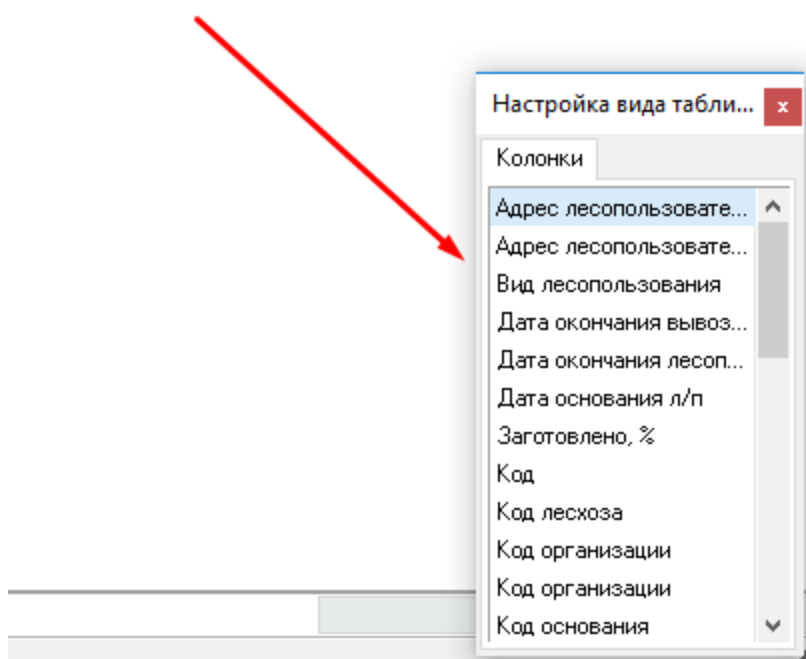 Настройка вида табли...
x
Колонки
Адрес лесопользовате...
Адрес лесопользовате...
Вид лесопользования
Дата окончания вывоз...
Дата окончания лесоп...
Дата основания л/п
Заготовлено, %
Код
Код лесхоза
Код организации
Код организации
Код основания